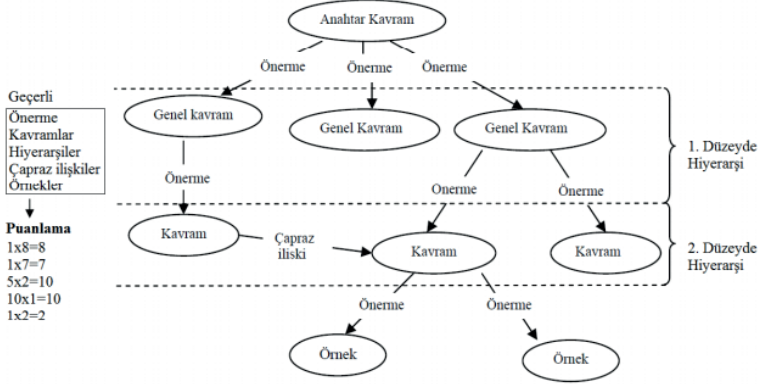 Anahtar Kavram
Önerme
Önerme
Önerme
Geçerli
Önerme
Kavramlar
Hiyerarşiler
Çapraz ilişkiler
Örnekler
Puanlama
1x8=8
1x7=7
5x2=10
10x1=10
1x2=2
Genel kavram
Genel Kavram
Genel Kavram
1. Düzeyde
Hiyerarşi
Önerme
Onerme
Önerme
Kavram
Çapraz
iliski
Kavram
Kavram
2. Düzeyde
Hiyerarşi
Önerme
Önerme
Örnek
Örnek